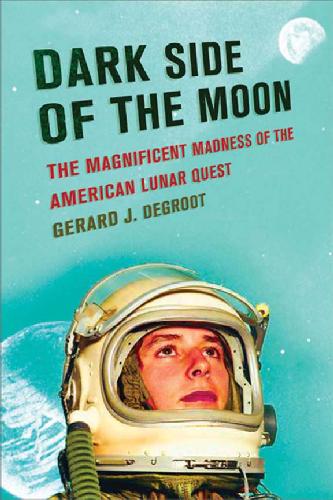 DARK SIDE
OF THE MOON
THE MAGNIFICENT MADNESS OF THE
AMERICAN LUNAR QUEST
GERARD J. DEGROOT